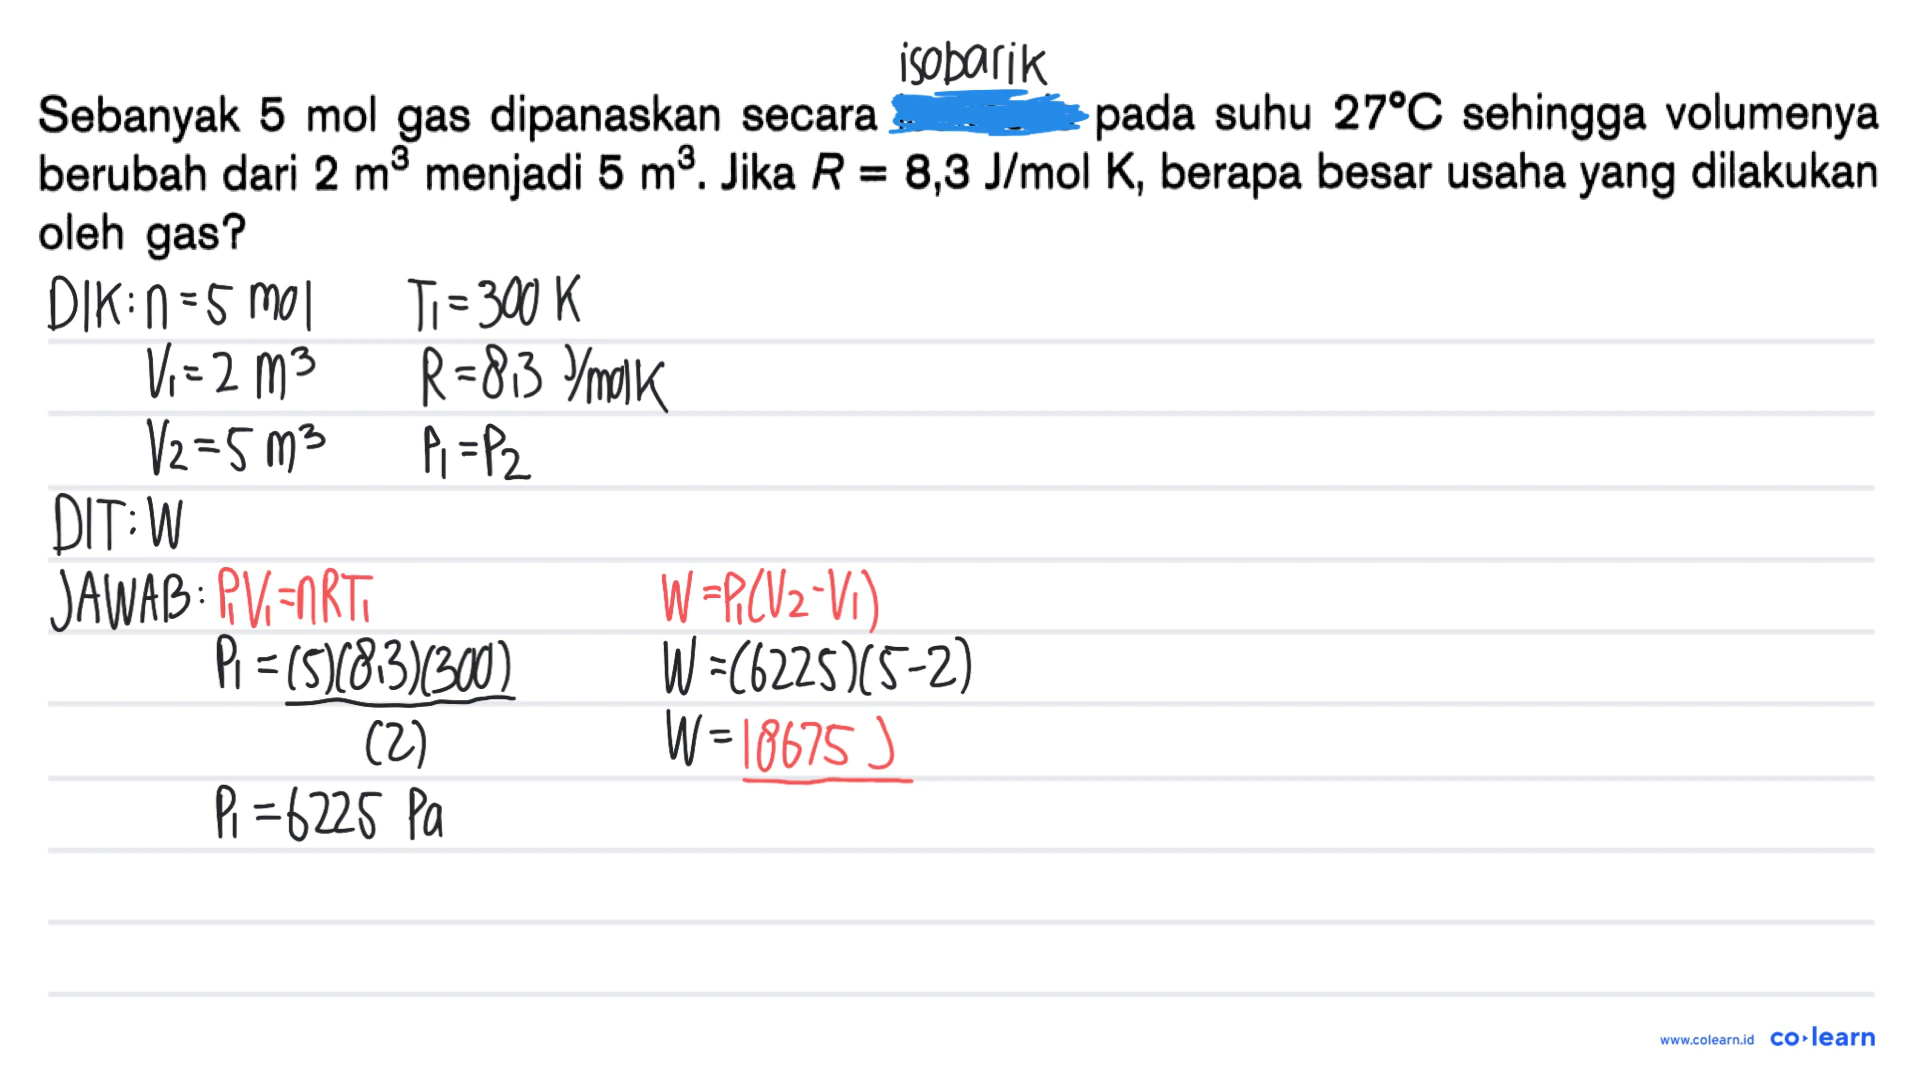 isobarik
Sebanyak 5 mol gas dipanaskan secara pada suhu 27°C sehingga volumenya
berubah dari 2 m³ menjadi 5 m³. Jika R = 8,3 J/mol K, berapa besar usaha yang dilakukan
oleh gas?
DIK: n = 5 mol T₁ = 300 K
V₁ = 2 m³ R = 8,3 J/mol K
V₂ = 5 m³ P₁ = P₂
DIT: W
JAWAB: P₁V₁ = nRT₁ W = P₁(V₂ - V₁)
P₁ = (5)(8,3)(300) W = (6225)(5-2)
(2) W = 18675 J
P₁ = 6225 Pa
www.colearn.id co learn